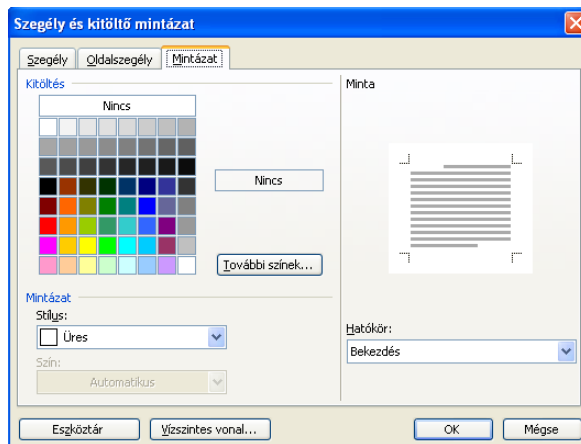 Szegély és kitöltő mintázat
Szegély Oldalszegély Mintázat
Kitöltés
Nincs
Nincs
További színek...
Mintázat
Stílus:
Üres
Szín:
Automatikus
Minta
Hatókör:
Bekezdés
Eszköztár Vízszintes vonal... OK Mégse